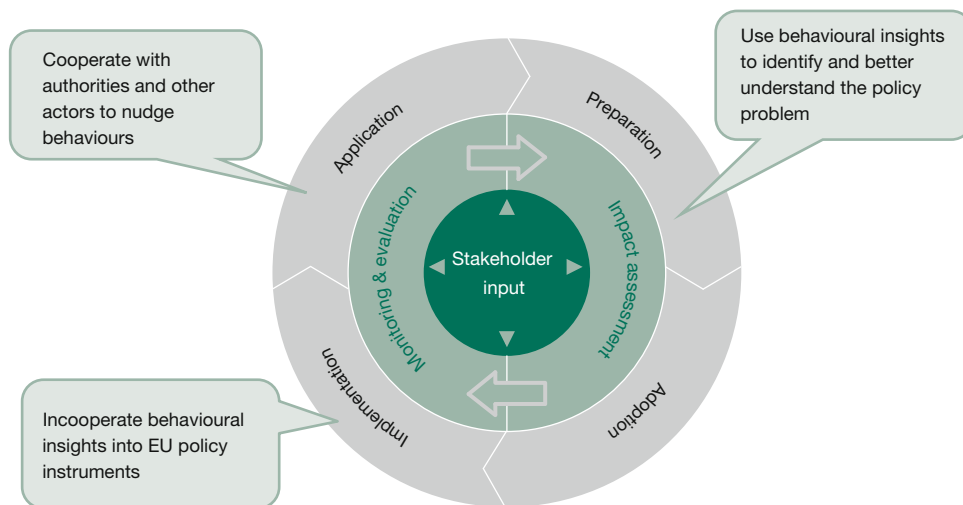 Cooperate with
authorities and other
actors to nudge
behaviours
Use behavioural insights
to identify and better
understand the policy
problem
Application
Preparation
Monitoring & evaluation
Impact assessment
Stakeholder
input
Implementation
Adoption
Incooperate behavioural
insights into EU policy
instruments